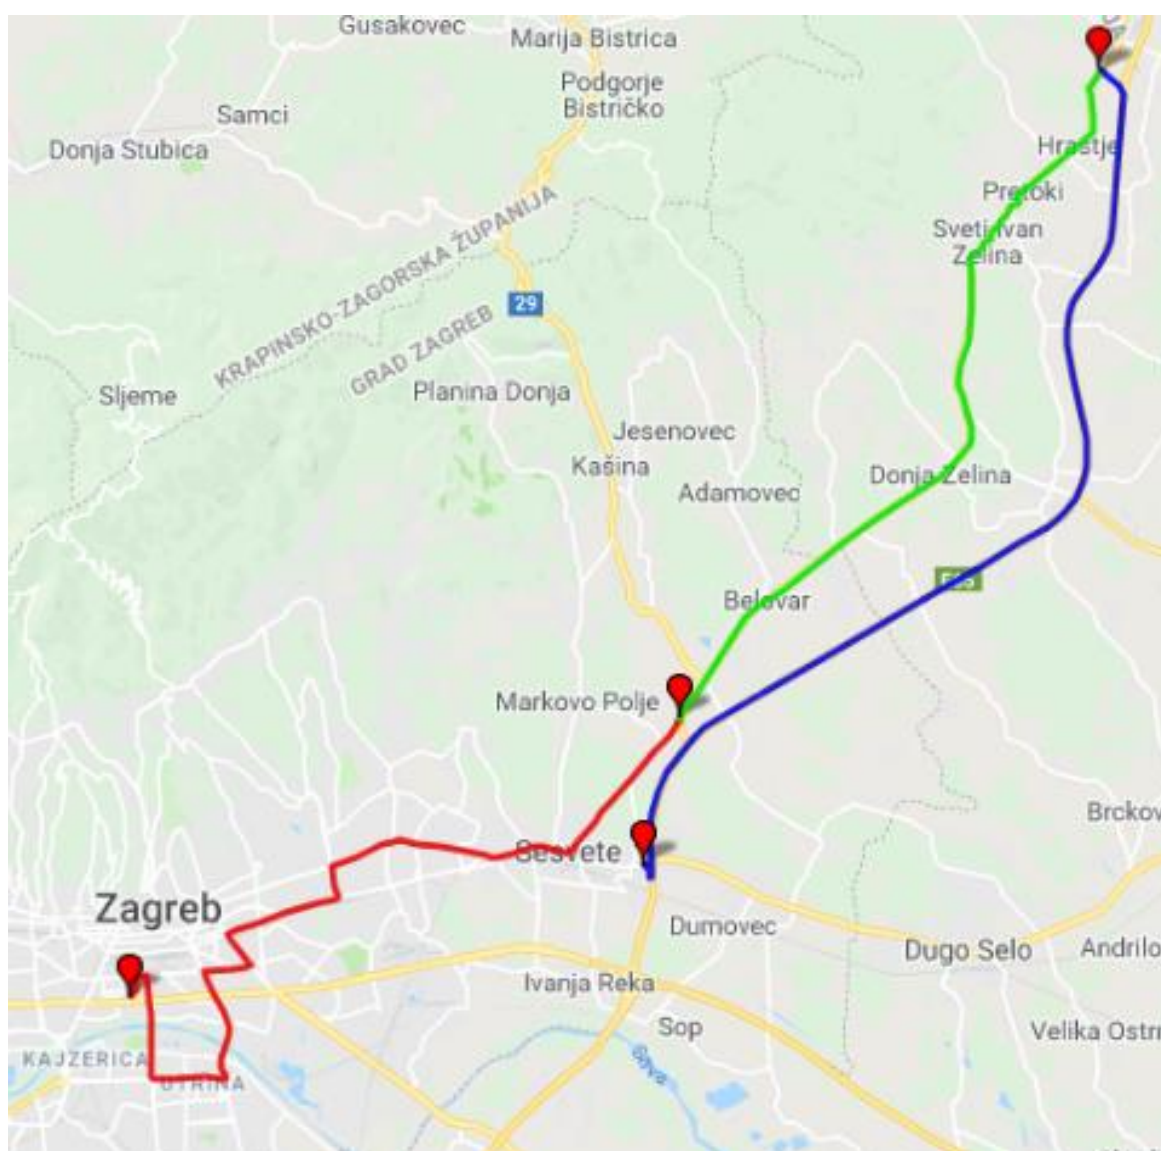 Gusakovec
Marija Bistrica
Podgorje
Bistričko
Samci
Donja Stubica
Hrastje
Pretoki
Sveti Ivan
Zelina
KRAPINSKO-ZAGORSKA ŽUPANIJA
29
GRAD ZAGREB
Sljeme
Planina Donja
Jesenovec
Kašina
Donja Zelina
Adamovec
Belovar
Markovo Polje
Brckov
Sesvete
Zagreb
Dumovec
Dugo Selo
Andrilo
Ivanja Reka
Sop
Velika Ostrn
KAJZERICA
Sava
UTRINA